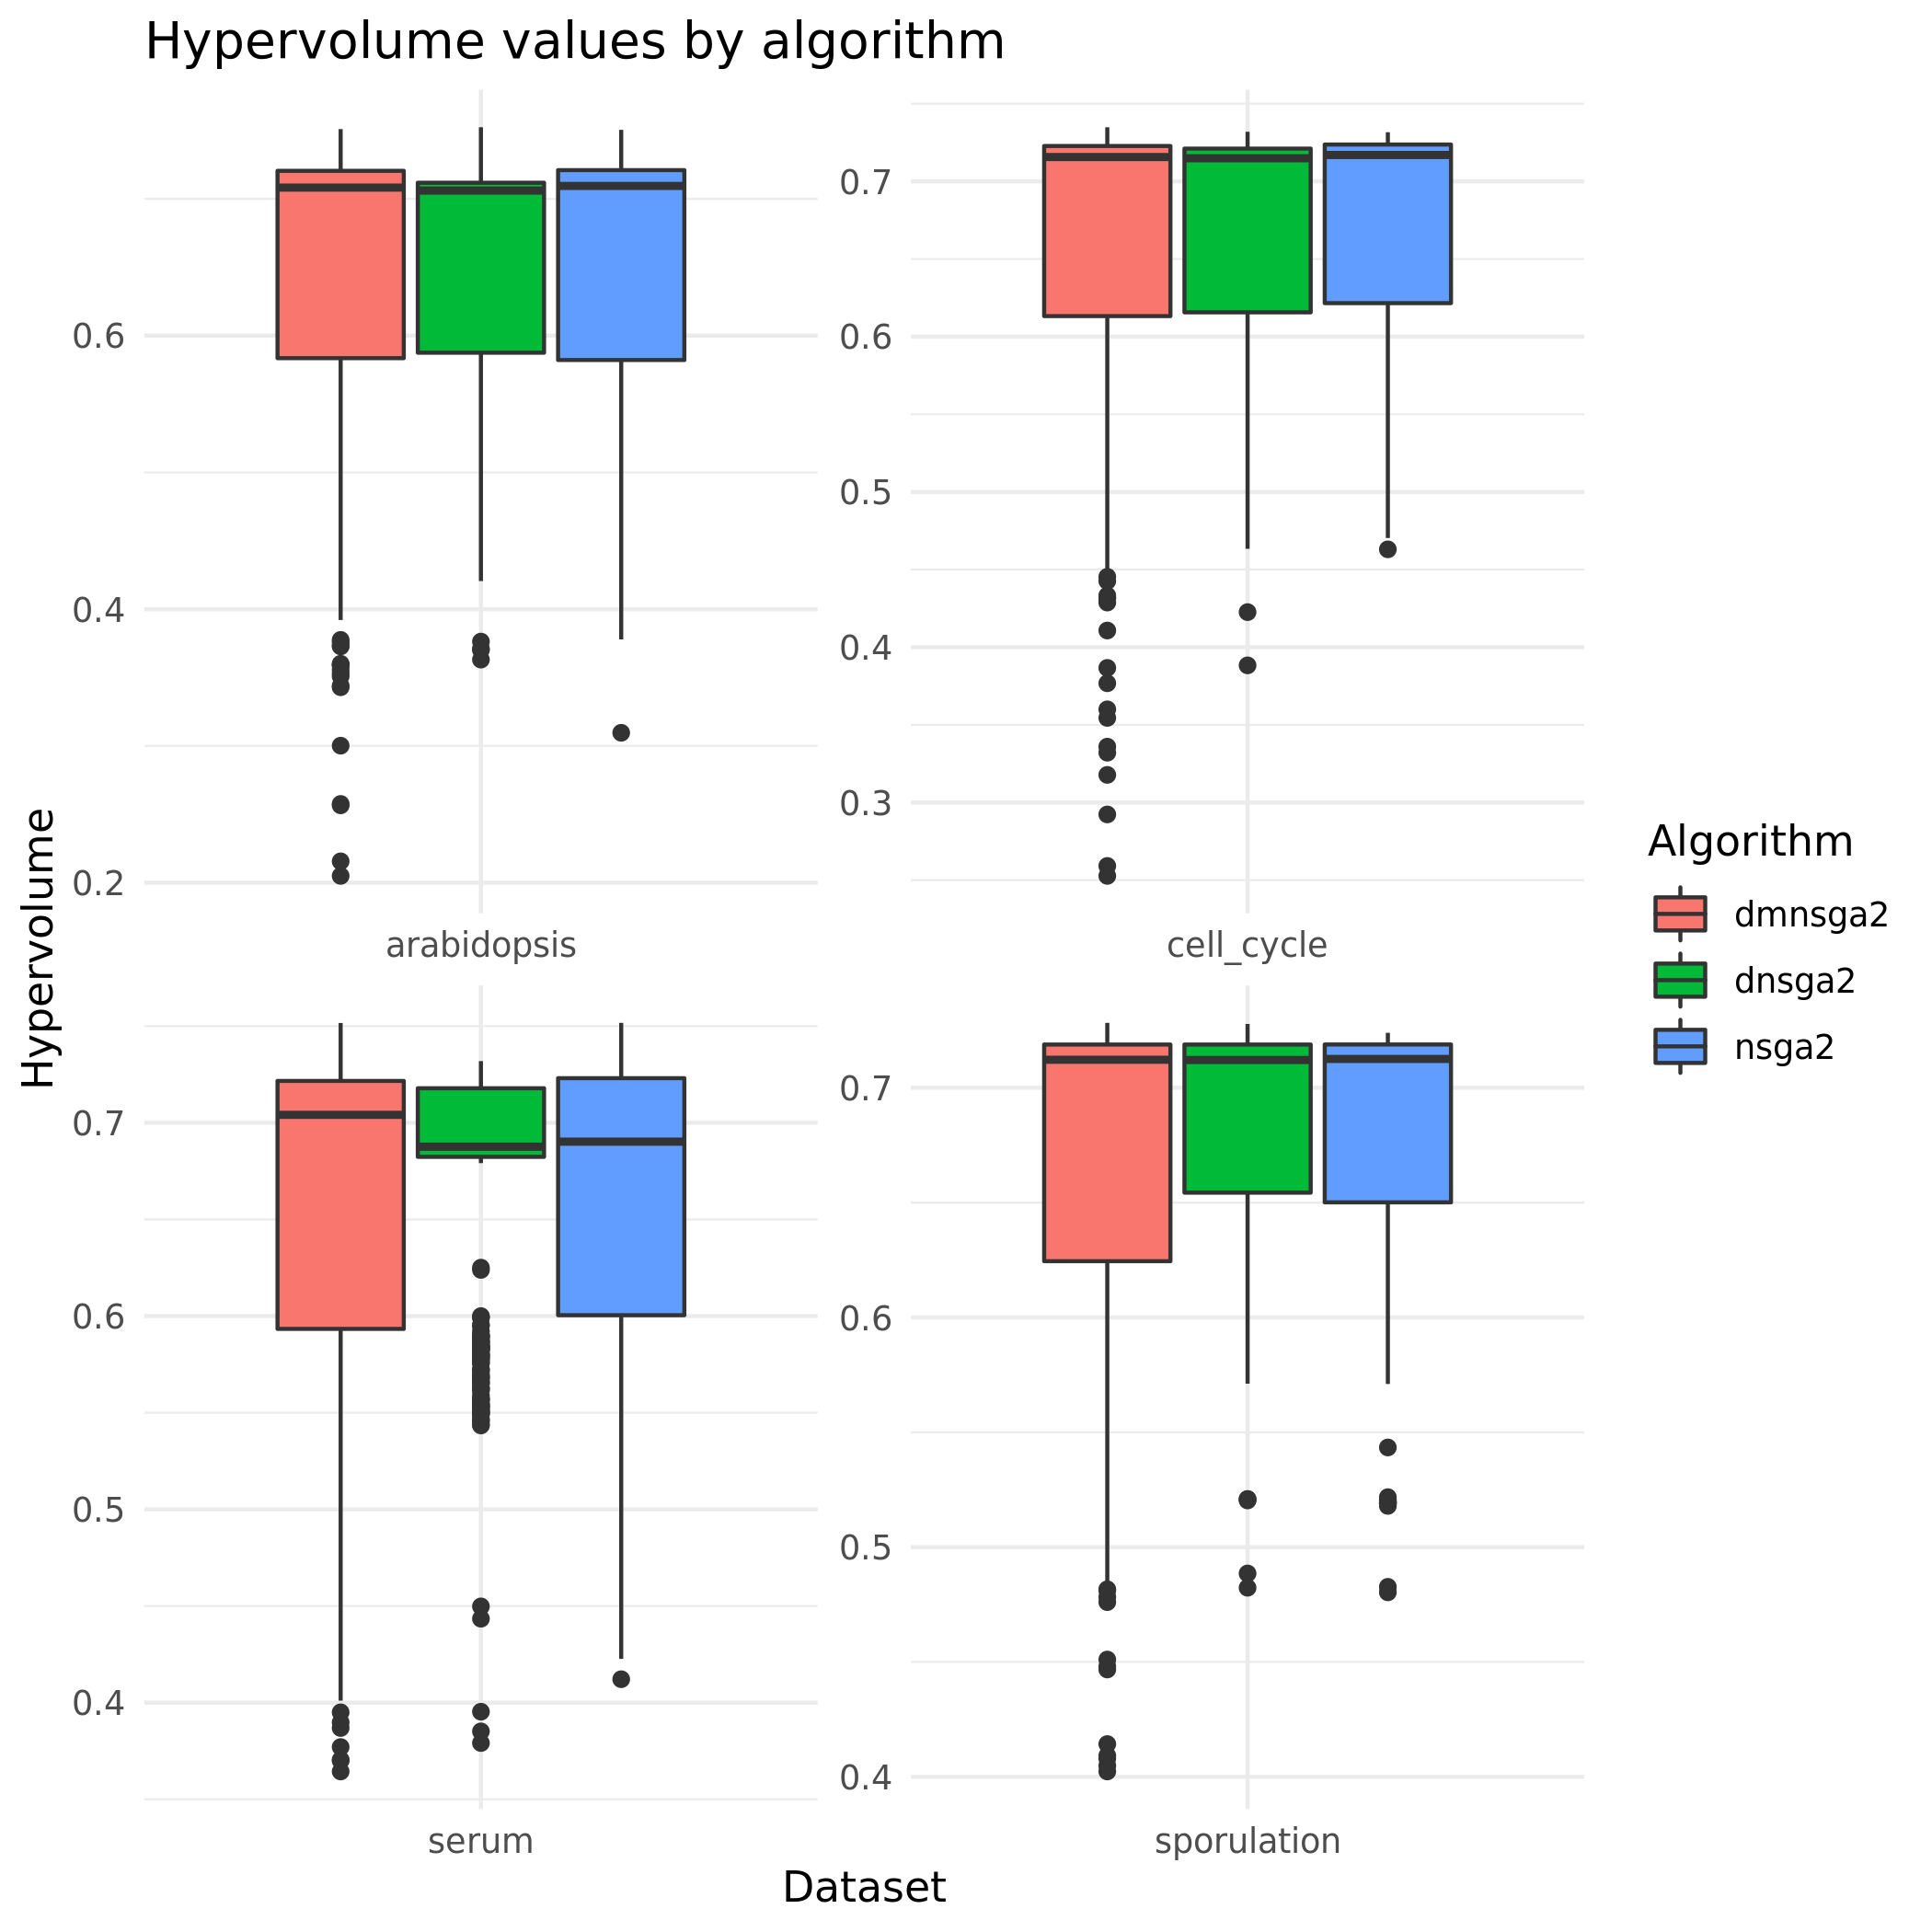 Hypervolume values by algorithm
Hypervolume
0.6
0.4
0.2
arabidopsis
0.7
0.6
0.5
0.4
0.3
cell_cycle
0.7
0.6
0.5
0.4
serum
0.7
0.6
0.5
0.4
sporulation
Dataset
Algorithm
dmnsga2
dnsga2
nsga2